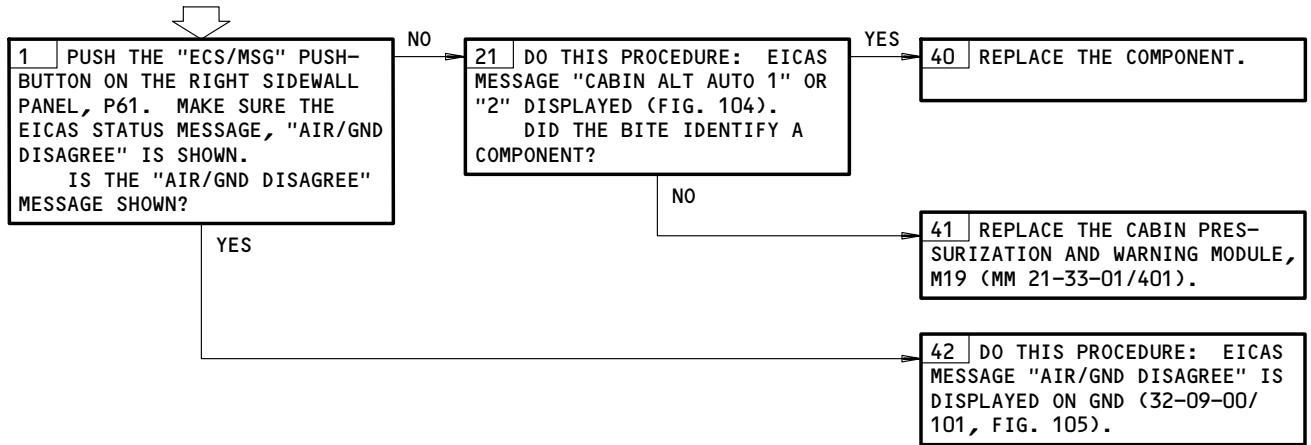 1 PUSH THE "ECS/MSG" PUSH-
BUTTON ON THE RIGHT SIDEWALL
PANEL, P61. MAKE SURE THE
EICAS STATUS MESSAGE, "AIR/GND
DISAGREE" IS SHOWN.
IS THE "AIR/GND DISAGREE"
MESSAGE SHOWN?
NO
21 DO THIS PROCEDURE: EICAS
MESSAGE "CABIN ALT AUTO 1" OR
"2" DISPLAYED (FIG. 104).
DID THE BITE IDENTIFY A
COMPONENT?
YES
40 REPLACE THE COMPONENT.
NO
41 REPLACE THE CABIN PRES-
SURIZATION AND WARNING MODULE,
M19 (MM 21-33-01/401).
YES
42 DO THIS PROCEDURE: EICAS
MESSAGE "AIR/GND DISAGREE" IS
DISPLAYED ON GND (32-09-00/
101, FIG. 105).